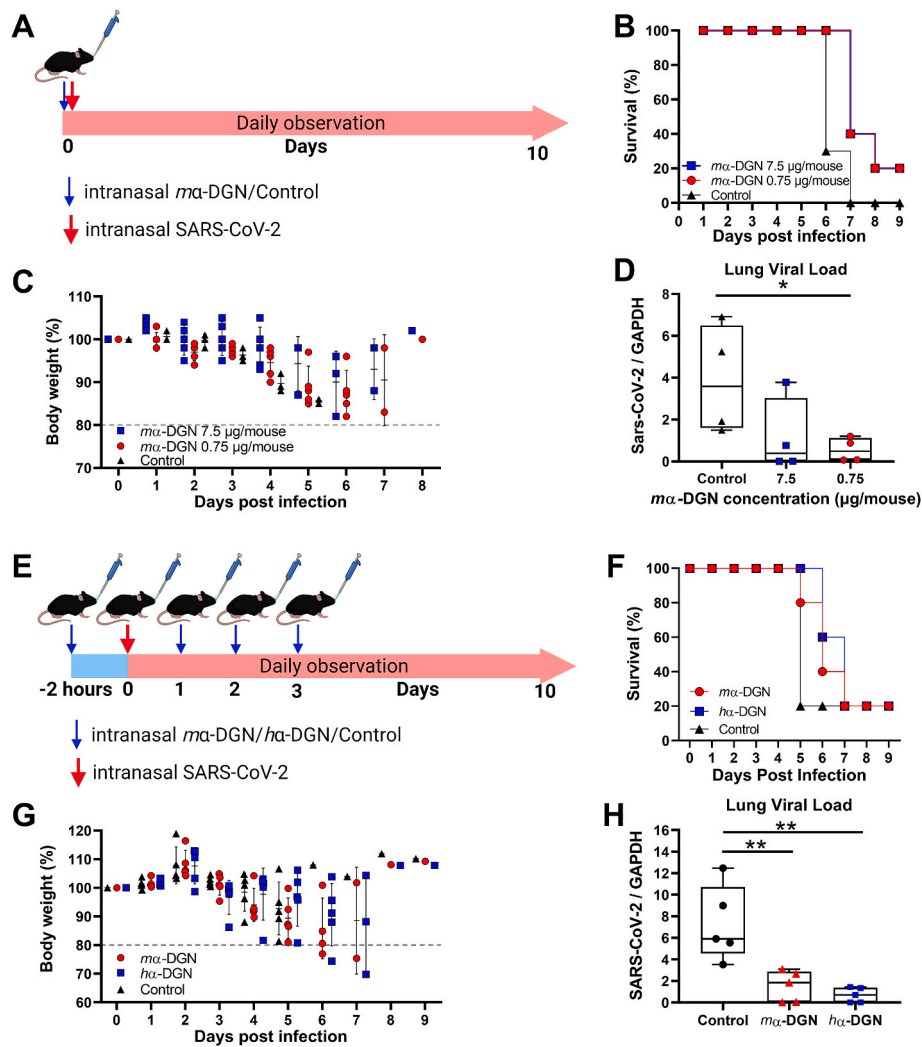 A
Daily observation
0
Days
10
intranasal mα-DGN/Control
intranasal SARS-CoV-2
B
Survival (%)
100
80
60
40
20
0
mα-DGN 7.5 µg/mouse
mα-DGN 0.75 µg/mouse
Control
0 1 2 3 4 5 6 7 8 9
Days post infection
C
Body weight (%)
110
100
90
80
70
mα-DGN 7.5 µg/mouse
mα-DGN 0.75 µg/mouse
Control
0 1 2 3 4 5 6 7 8
Days post infection
D
Lung Viral Load
*
Sars-CoV-2 / GAPDH
8
6
4
2
0
Control 7.5 0.75
mα-DGN concentration (µg/mouse)
E
Daily observation
-2 hours 0 1 2 3 Days 10
intranasal mα-DGN/hα-DGN/Control
intranasal SARS-CoV-2
F
Survival (%)
100
80
60
40
20
0
mα-DGN
hα-DGN
Control
0 1 2 3 4 5 6 7 8 9
Days Post Infection
G
Body weight (%)
120
110
100
90
80
70
60
mα-DGN
hα-DGN
Control
0 1 2 3 4 5 6 7 8 9
Days post infection
H
Lung Viral Load
**
**
SARS-CoV-2 / GAPDH
16
14
12
10
8
6
4
2
0
Control mα-DGN hα-DGN